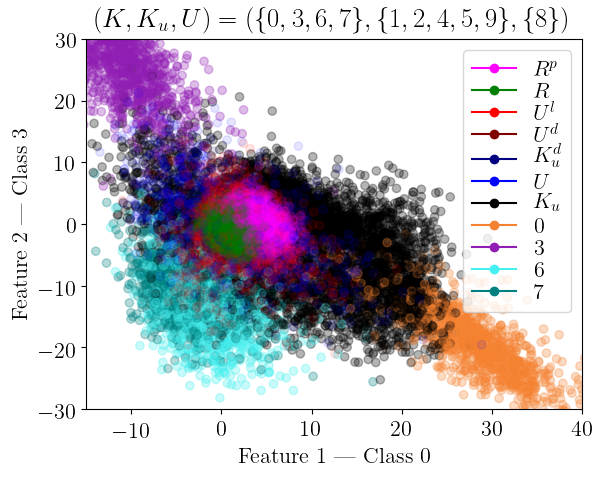 (K, K_u, U) = ({0, 3, 6, 7}, {1, 2, 4, 5, 9}, {8})
30
20
10
0
−10
−20
−30
Feature 2 — Class 3
R^p
R
U^l
U^d
K_u^d
U
K_u
0
3
6
7
−10 0 10 20 30 40
Feature 1 — Class 0